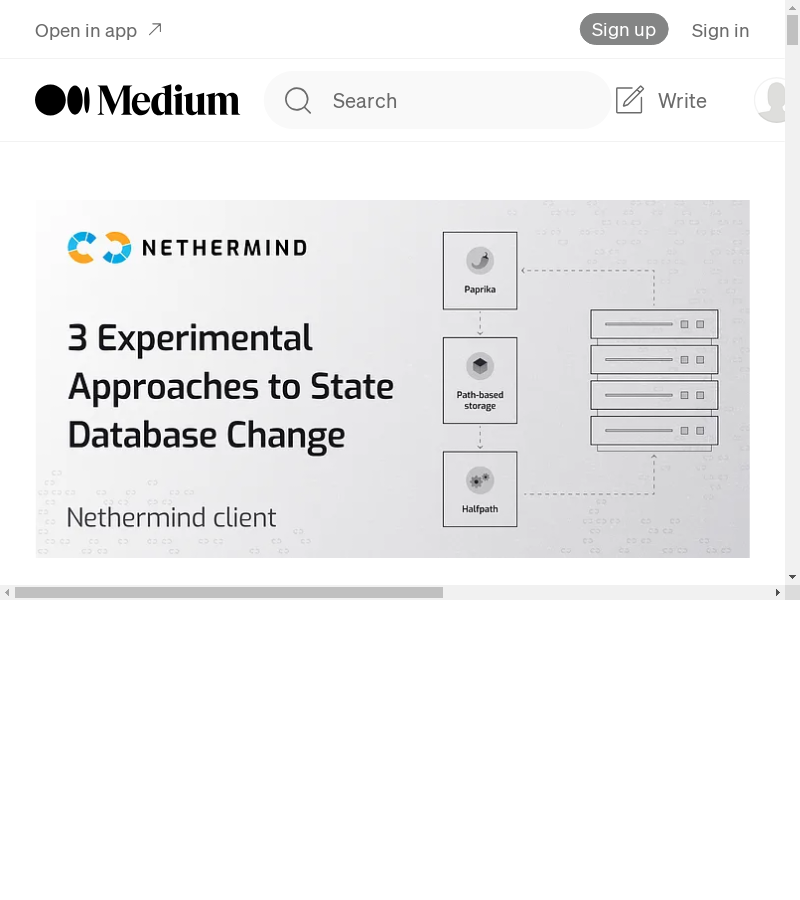 Open in app
Sign up
Sign in
Medium
Search
Write
NETHERMIND
3 Experimental
Approaches to State
Database Change
Nethermind client
Paprika
Path-based
storage
Halfpath